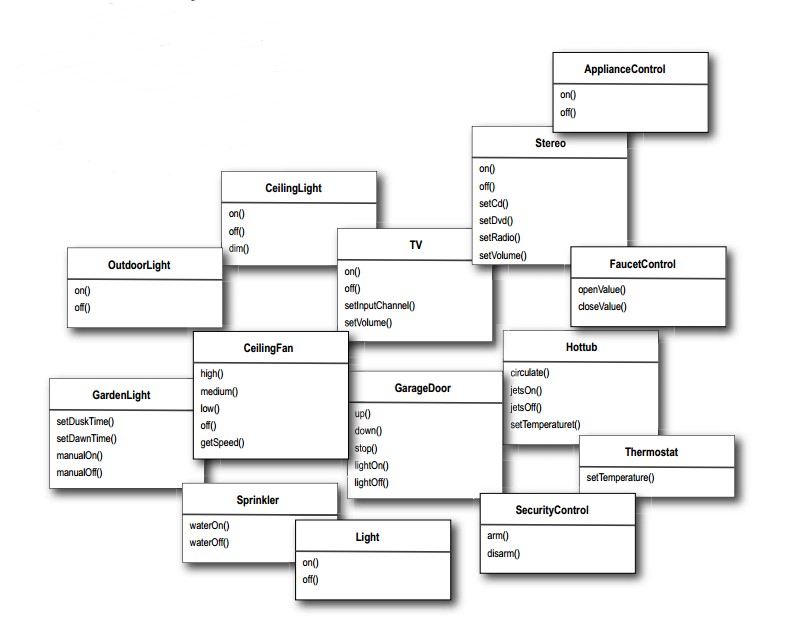 ApplianceControl
on()
off()
Stereo
on()
off()
setCd()
setDvd()
setRadio()
setVolume()
CeilingLight
on()
off()
dim()
TV
on()
off()
setInputChannel()
setVolume()
OutdoorLight
on()
off()
FaucetControl
openValue()
closeValue()
CeilingFan
high()
medium()
low()
off()
getSpeed()
Hottub
circulate()
jetsOn()
jetsOff()
setTemperaturet()
GardenLight
setDuskTime()
setDawnTime()
manualOn()
manualOff()
GarageDoor
up()
down()
stop()
lightOn()
lightOff()
Thermostat
setTemperature()
Sprinkler
waterOn()
waterOff()
SecurityControl
arm()
disarm()
Light
on()
off()